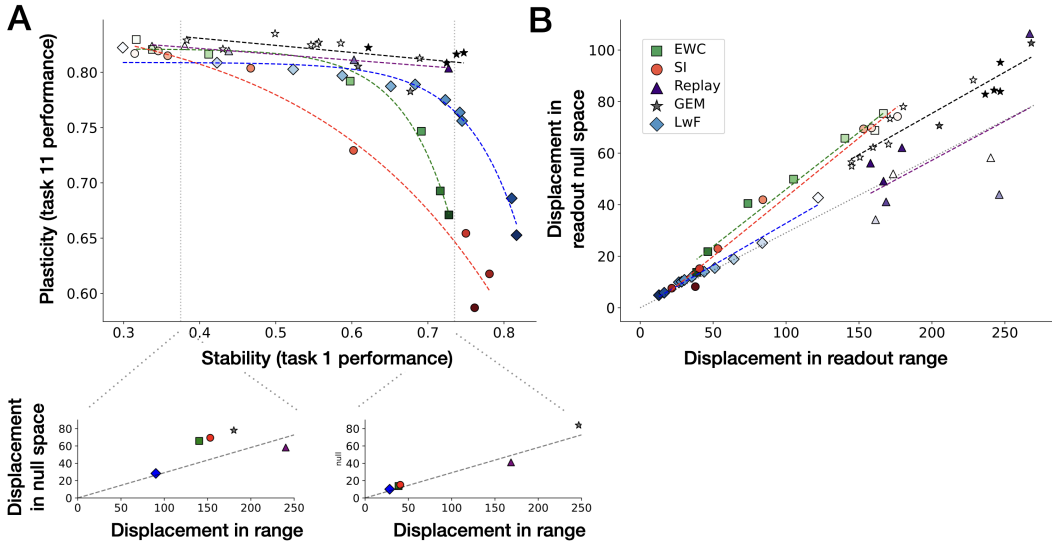 A
B
Plasticity (task 11 performance)
0.80
0.75
0.70
0.65
0.60
0.3
0.4
0.5
0.6
0.7
0.8
Stability (task 1 performance)
Displacement in
readout null space
100
80
60
40
20
0
0
50
100
150
200
250
Displacement in readout range
EWC
SI
Replay
GEM
LwF
Displacement
in null space
80
60
40
20
0
0
50
100
150
200
250
Displacement in range
null
80
60
40
20
0
0
50
100
150
200
250
Displacement in range